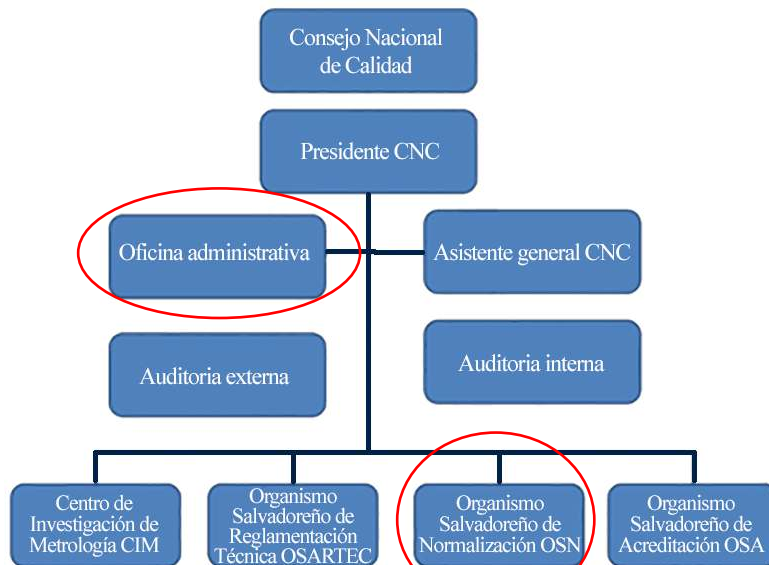 Consejo Nacional
de Calidad
Presidente CNC
Oficina administrativa
Asistente general CNC
Auditoria externa
Auditoria interna
Centro de
Investigación de
Metrología CIM
Organismo
Salvadoreño de
Reglamentación
Técnica OSARTEC
Organismo
Salvadoreño de
Normalización OSN
Organismo
Salvadoreño de
Acreditación OSA